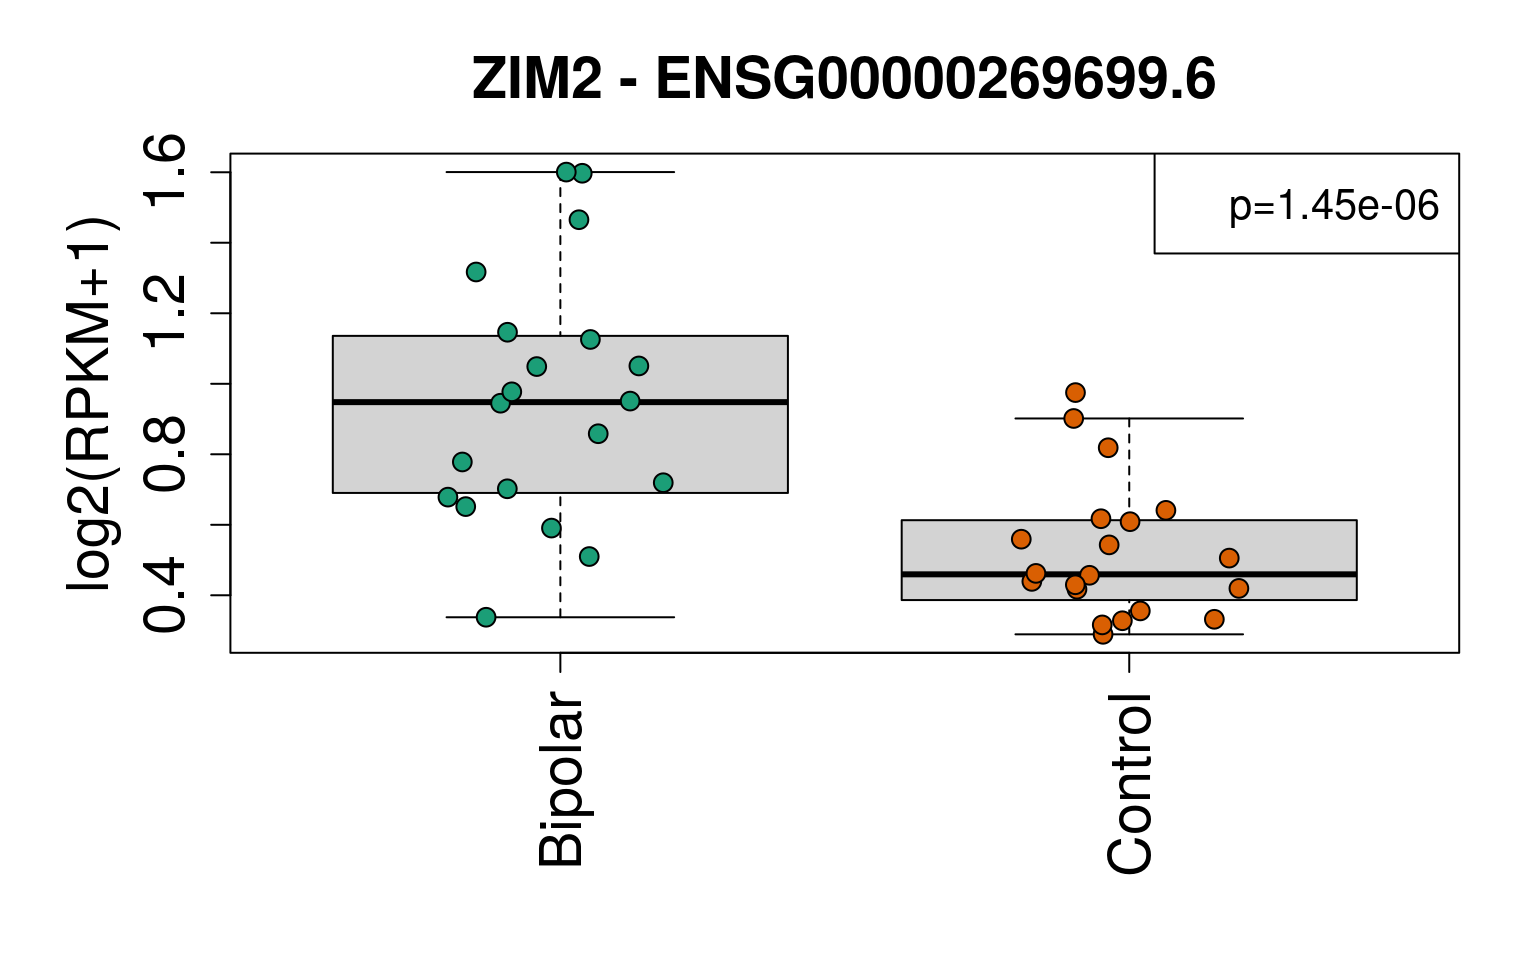 ZIM2 - ENSG00000269699.6
p=1.45e-06
log2(RPKM+1)
1.6
1.2
0.8
0.4
Bipolar
Control